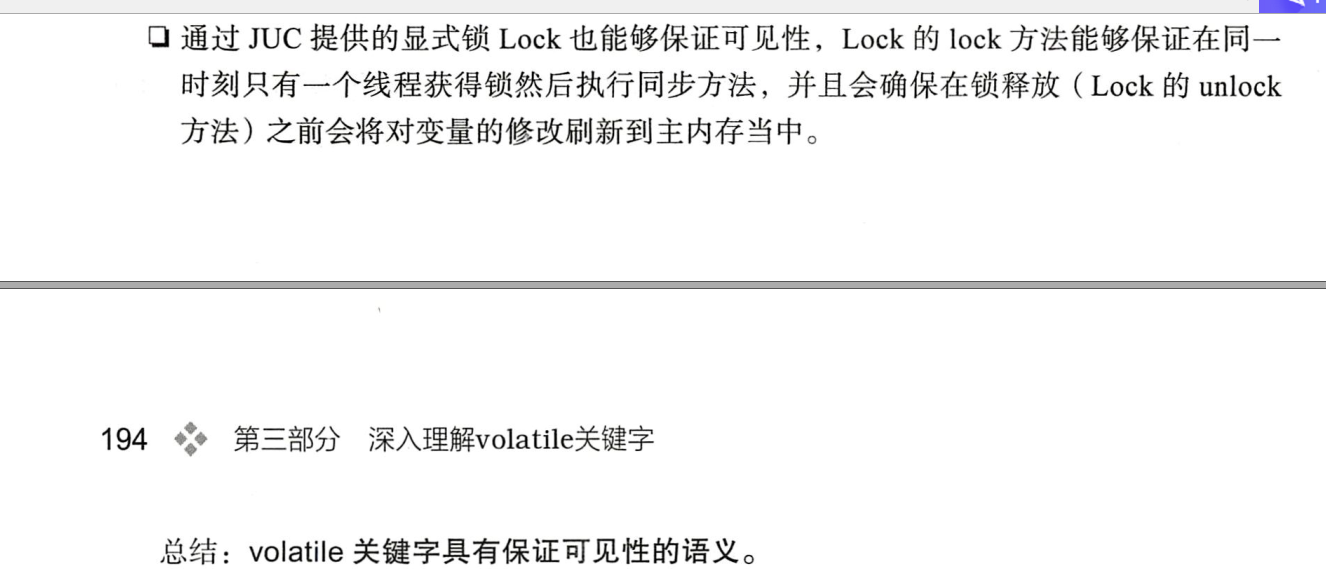 ❏ 通过 JUC 提供的显式锁 Lock 也能够保证可见性，Lock 的 lock 方法能够保证在同一
时刻只有一个线程获得锁然后执行同步方法，并且会确保在锁释放（Lock 的 unlock
方法）之前会将对变量的修改刷新到主内存当中。
194 ❖ 第三部分 深入理解volatile关键字
总结：volatile 关键字具有保证可见性的语义。